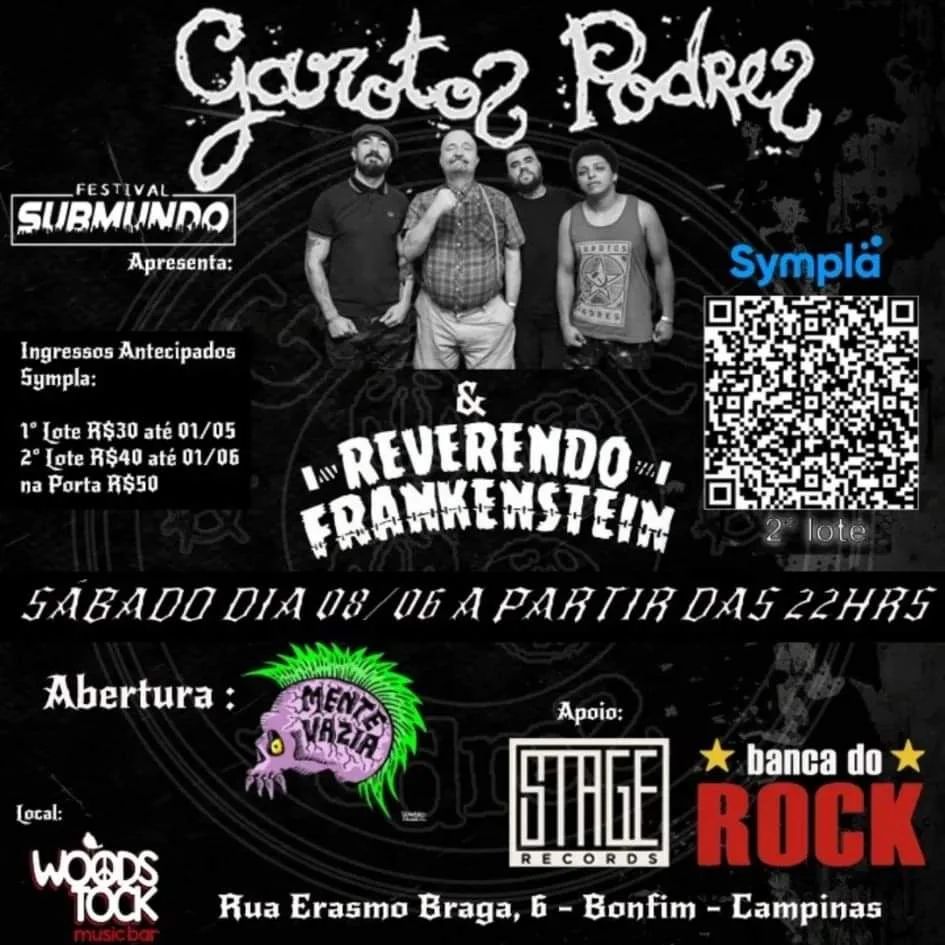 Garotos Podres
FESTIVAL
SUBMUNDO
Apresenta:
Sympla
Ingressos Antecipados
Sympla:
1° Lote R$30 até 01/05
2° Lote R$40 até 01/06
na Porta R$50
GAROTOS
PODRES
&
REVERENDO
FRANKENSTEIN
2° lote
SÁBADO DIA 08/06 A PARTIR DAS 22HRS
Abertura :
MENTE
VAZIA
Apoio:
STAGE
RECORDS
banca do
ROCK
Local:
WOODS
TOCK
music bar
Rua Erasmo Braga, 6 - Bonfim - Campinas